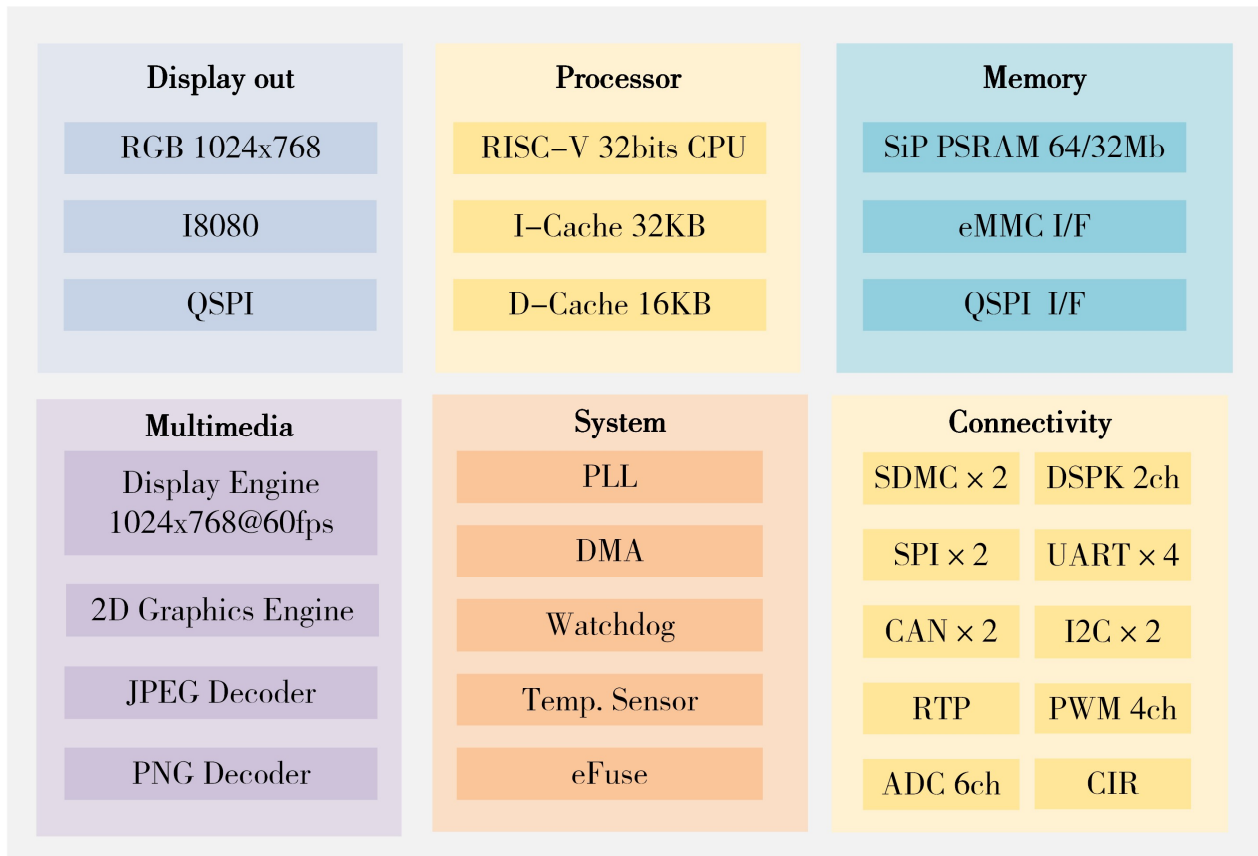 Display out
RGB 1024x768
I8080
QSPI
Processor
RISC-V 32bits CPU
I-Cache 32KB
D-Cache 16KB
Memory
SiP PSRAM 64/32Mb
eMMC I/F
QSPI I/F
Multimedia
Display Engine
1024x768@60fps
2D Graphics Engine
JPEG Decoder
PNG Decoder
System
PLL
DMA
Watchdog
Temp. Sensor
eFuse
Connectivity
SDMC × 2
DSPK 2ch
SPI × 2
UART × 4
CAN × 2
I2C × 2
RTP
PWM 4ch
ADC 6ch
CIR